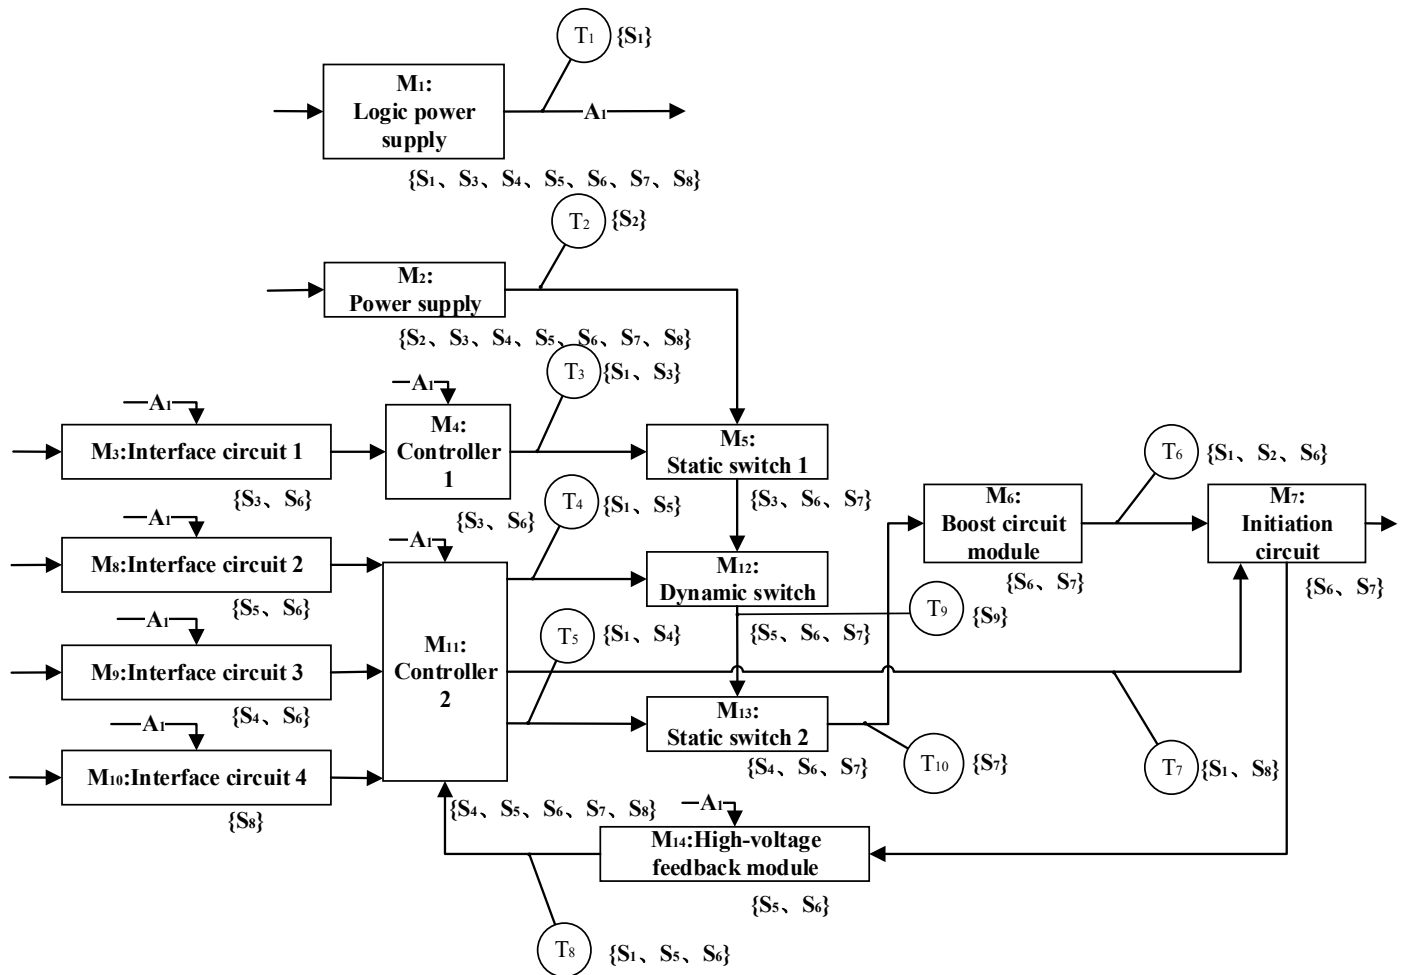 T1 {S1}
M1:
Logic power
supply
A1
{S1、S3、S4、S5、S6、S7、S8}
T2 {S2}
M2:
Power supply
{S2、S3、S4、S5、S6、S7、S8}
T3 {S1、S3}
A1
A1
M3:Interface circuit 1
{S3、S6}
M4:
Controller
1
{S3、S6}
M5:
Static switch 1
{S3、S6、S7}
T6 {S1、S2、S6}
T4 {S1、S5}
M6:
Boost circuit
module
{S6、S7}
M7:
Initiation
circuit
{S6、S7}
A1
A1
M8:Interface circuit 2
{S5、S6}
M12:
Dynamic switch
{S5、S6、S7}
T9 {S9}
T5 {S1、S4}
A1
M9:Interface circuit 3
{S4、S6}
M11:
Controller
2
{S4、S5、S6、S7、S8}
M13:
Static switch 2
{S4、S6、S7}
T10 {S7}
T7 {S1、S8}
A1
M10:Interface circuit 4
{S8}
A1
M14:High-voltage
feedback module
{S5、S6}
T8 {S1、S5、S6}